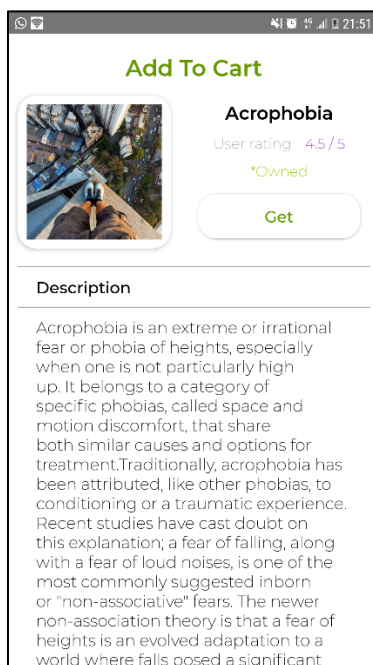 4G 21:51
Add To Cart
Acrophobia
User rating 4.5 / 5
*Owned
Get
Description
Acrophobia is an extreme or irrational
fear or phobia of heights, especially
when one is not particularly high
up. It belongs to a category of
specific phobias, called space and
motion discomfort, that share
both similar causes and options for
treatment.Traditionally, acrophobia has
been attributed, like other phobias, to
conditioning or a traumatic experience.
Recent studies have cast doubt on
this explanation; a fear of falling, along
with a fear of loud noises, is one of the
most commonly suggested inborn
or "non-associative" fears. The newer
non-association theory is that a fear of
heights is an evolved adaptation to a
world where falls posed a significant